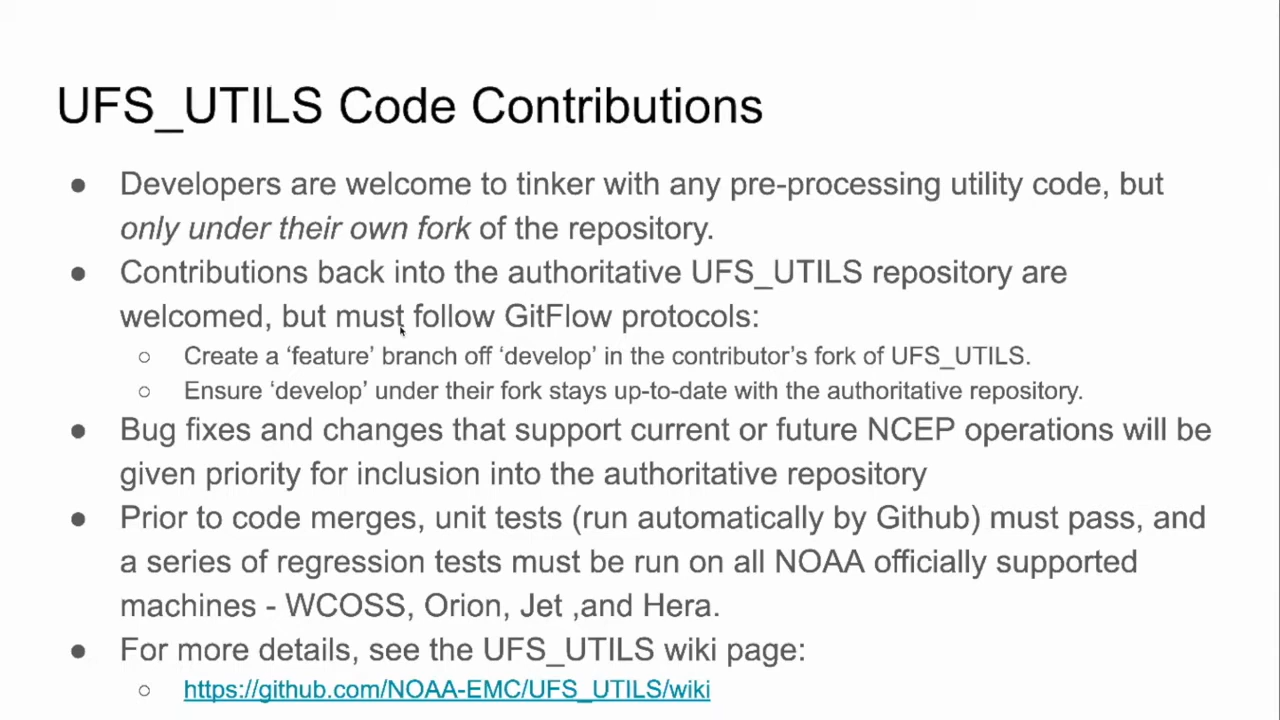 UFS_UTILS Code Contributions
● Developers are welcome to tinker with any pre-processing utility code, but
only under their own fork of the repository.
● Contributions back into the authoritative UFS_UTILS repository are
welcomed, but must follow GitFlow protocols:
○ Create a ‘feature’ branch off ‘develop’ in the contributor’s fork of UFS_UTILS.
○ Ensure ‘develop’ under their fork stays up-to-date with the authoritative repository.
● Bug fixes and changes that support current or future NCEP operations will be
given priority for inclusion into the authoritative repository
● Prior to code merges, unit tests (run automatically by Github) must pass, and
a series of regression tests must be run on all NOAA officially supported
machines - WCOSS, Orion, Jet ,and Hera.
● For more details, see the UFS_UTILS wiki page:
○ https://github.com/NOAA-EMC/UFS_UTILS/wiki